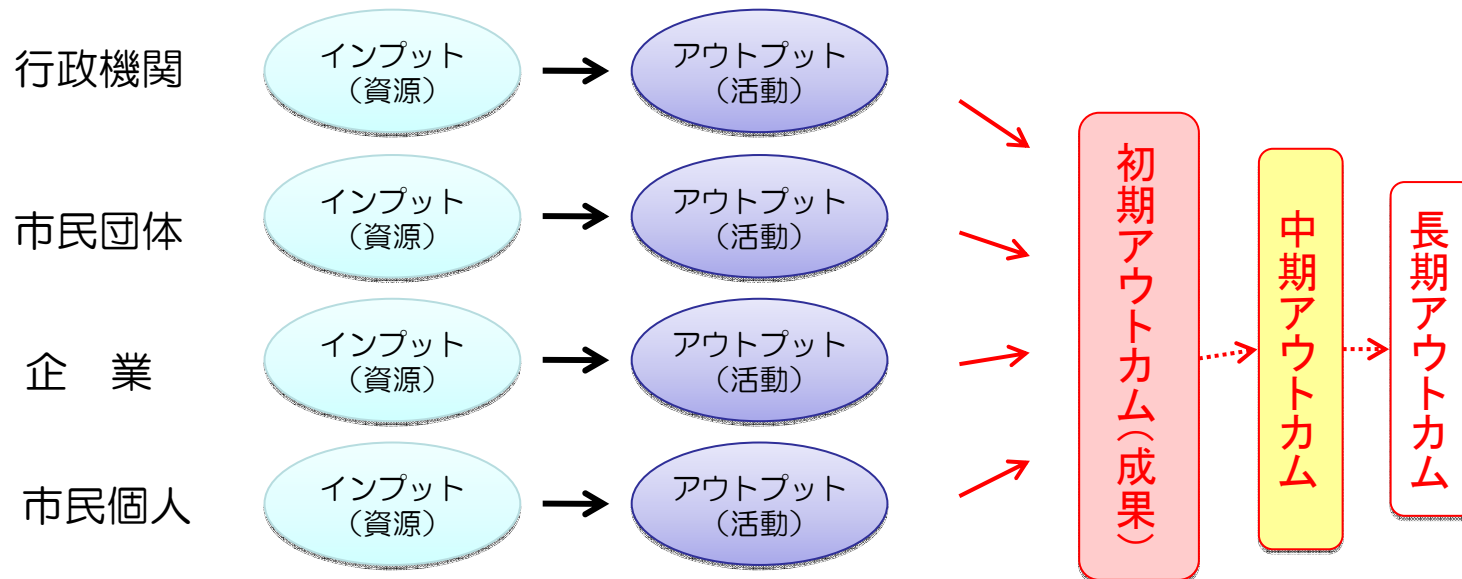 行政機関
インプット
（資源）
アウトプット
（活動）
市民団体
インプット
（資源）
アウトプット
（活動）
企　業
インプット
（資源）
アウトプット
（活動）
市民個人
インプット
（資源）
アウトプット
（活動）
初期アウトカム（成果）
中期アウトカム
長期アウトカム